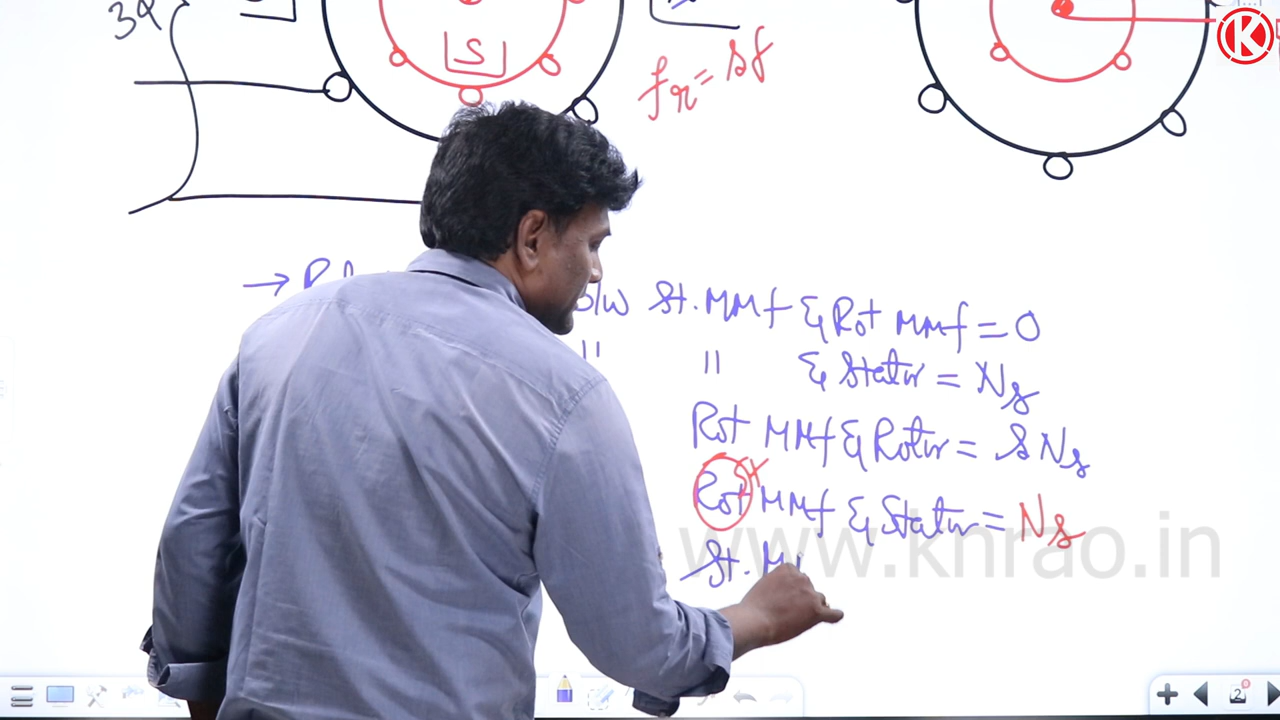 3Φ
S
fr = sf
→ b/w St. MMf & Rot MMf = 0
" " & Stator = Ns
Rot MMf & Rotor = s Ns
Rot St MMf & Stator = Ns
St. M
www.knrao.in
K
2